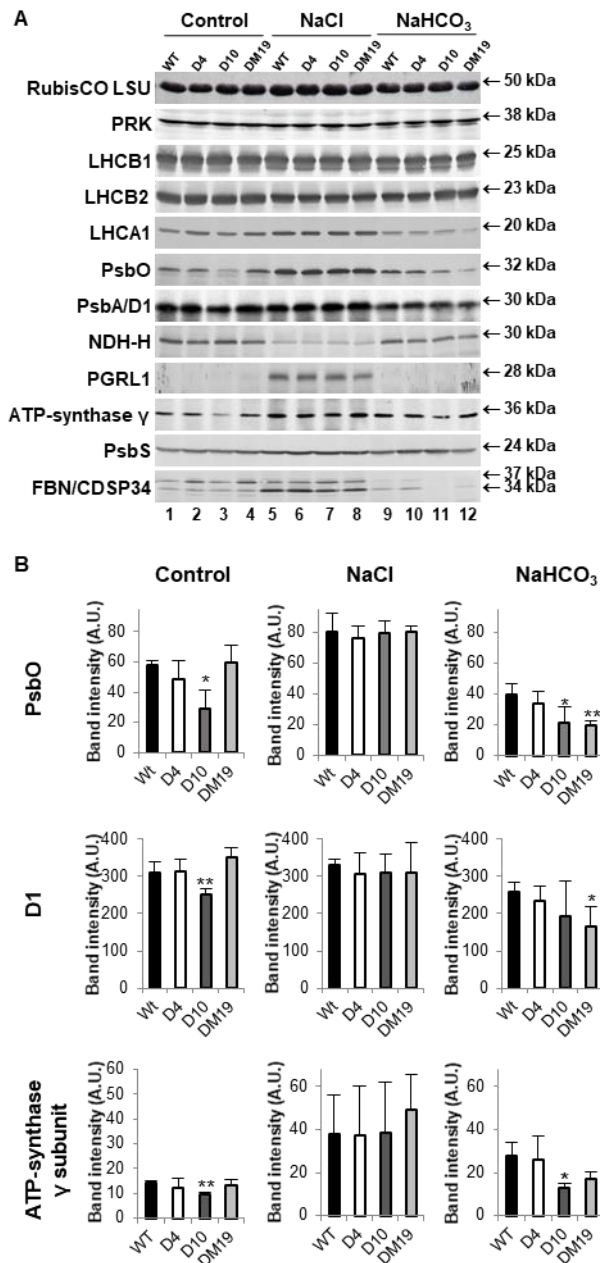 A
Control NaCl NaHCO₃
WT D4 D10 DM19 WT D4 D10 DM19 WT D4 D10 DM19
RubisCO LSU ←50 kDa
PRK ←38 kDa
LHCB1 ←25 kDa
LHCB2 ←23 kDa
LHCA1 ←20 kDa
PsbO ←32 kDa
PsbA/D1 ←30 kDa
NDH-H ←30 kDa
PGRL1 ←28 kDa
ATP-synthase γ ←36 kDa
PsbS ←24 kDa
←37 kDa
FBN/CDSP34 ←34 kDa
1 2 3 4 5 6 7 8 9 10 11 12
B
Control NaCl NaHCO₃
PsbO
Band intensity (A.U.)
80
60
40
20
0
*
Wt D4 D10 DM19
Band intensity (A.U.)
80
60
40
20
0
Wt D4 D10 DM19
Band intensity (A.U.)
80
60
40
20
0
* **
Wt D4 D10 DM19
D1
Band intensity (A.U.)
400
300
200
100
0
**
Wt D4 D10 DM19
Band intensity (A.U.)
400
300
200
100
0
Wt D4 D10 DM19
Band intensity (A.U.)
400
300
200
100
0
*
Wt D4 D10 DM19
ATP-synthase
γ subunit
Band intensity (A.U.)
60
50
40
30
20
10
0
**
WT D4 D10 DM19
Band intensity (A.U.)
60
40
20
0
WT D4 D10 DM19
Band intensity (A.U.)
60
40
20
0
*
WT D4 D10 DM19